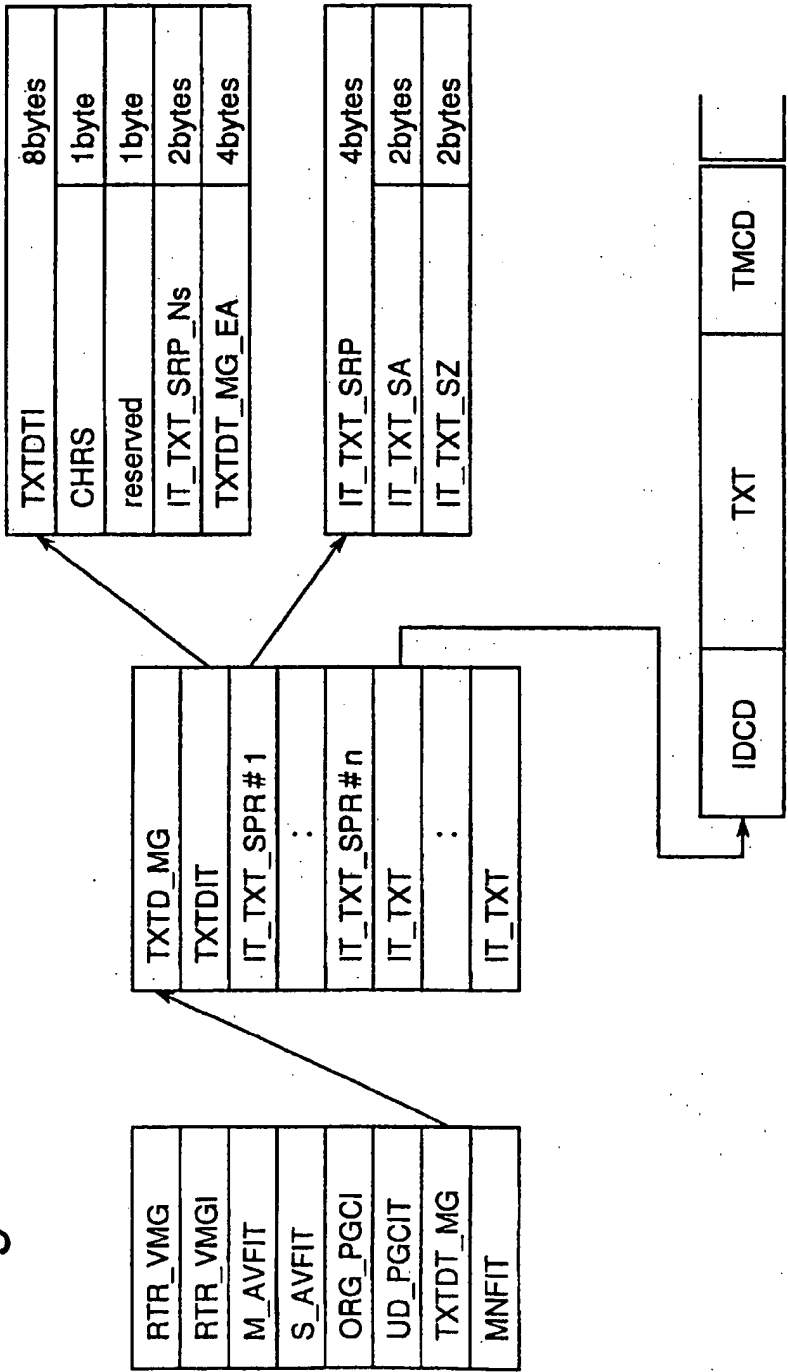 RTR_VMG
RTR_VMGI
M_AVFIT
S_AVFIT
ORG_PGCI
UD_PGCIT
TXTDT_MG
MNFIT
TXTD_MG
TXTDIT
IT_TXT_SPR#1
:
IT_TXT_SPR#n
IT_TXT
:
IT_TXT
TXTDTI 8bytes
CHRS 1byte
reserved 1byte
IT_TXT_SRP_Ns 2bytes
TXTDT_MG_EA 4bytes
IT_TXT_SRP 4bytes
IT_TXT_SA 2bytes
IT_TXT_SZ 2bytes
IDCD TXT TMCD